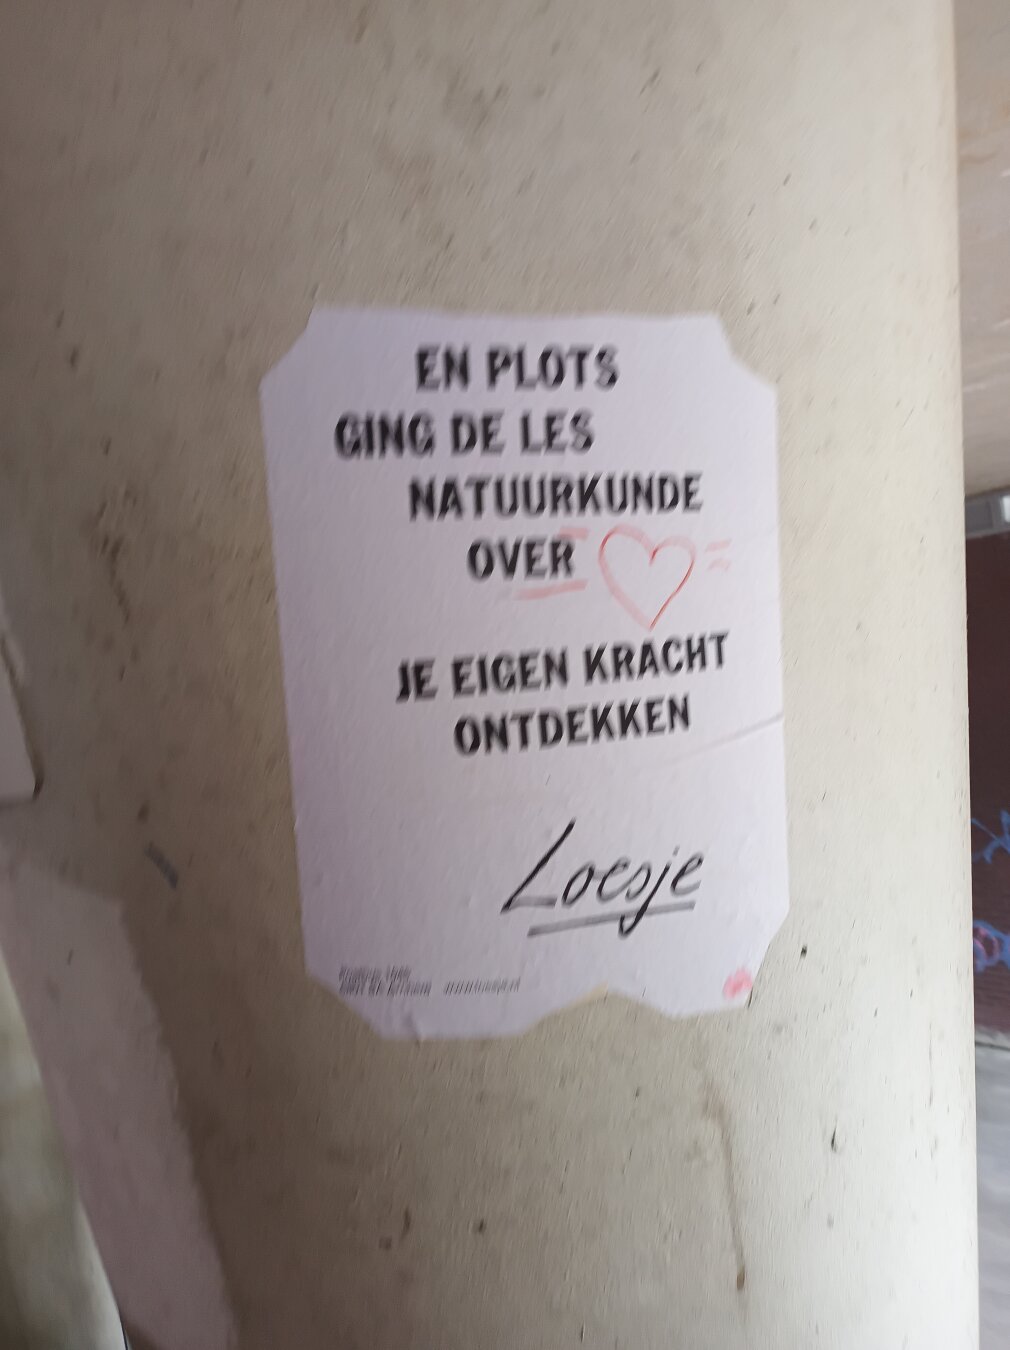 EN PLOTS
GING DE LES
NATUURKUNDE
OVER
JE EIGEN KRACHT
ONTDEKKEN
Loesje